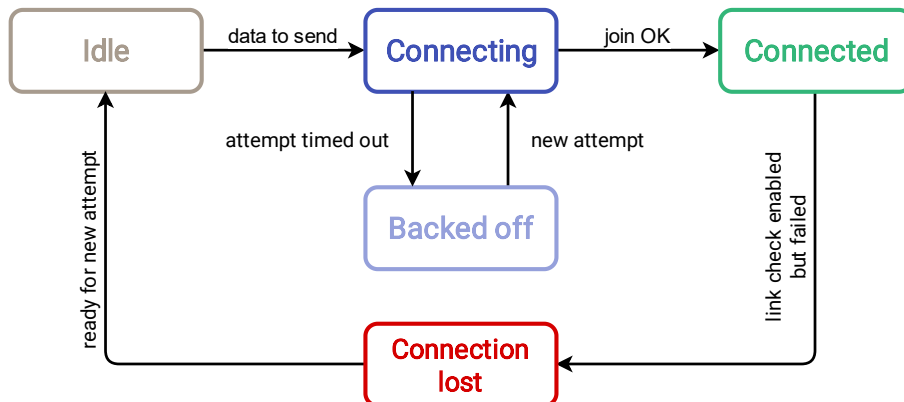 Idle
data to send
Connecting
join OK
Connected
attempt timed out
new attempt
Backed off
ready for new attempt
link check enabled
but failed
Connection
lost